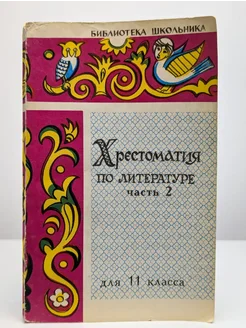 БИБЛИОТЕКА ШКОЛЬНИКА
Хрестоматия
ПО ЛИТЕРАТУРЕ
часть 2
для 11 класса